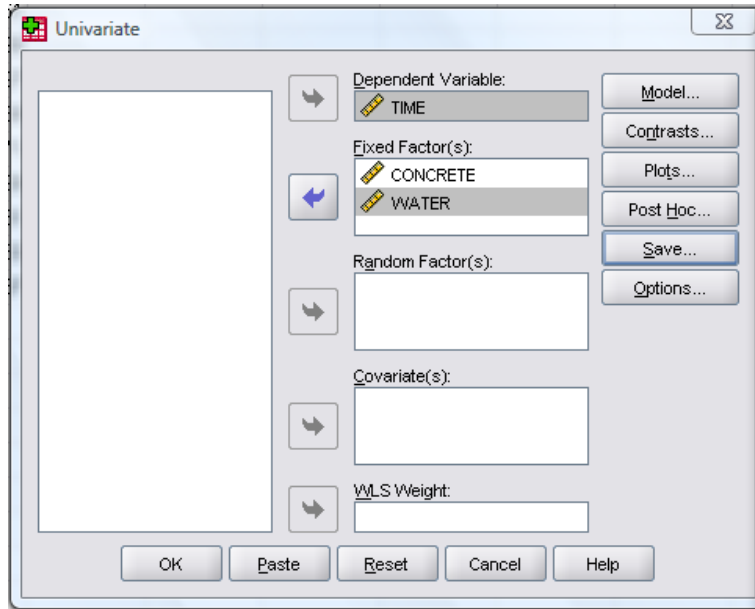 Univariate
Dependent Variable:
TIME
Fixed Factor(s):
CONCRETE
WATER
Random Factor(s):
Covariate(s):
WLS Weight:
Model...
Contrasts...
Plots...
Post Hoc...
Save...
Options...
OK Paste Reset Cancel Help